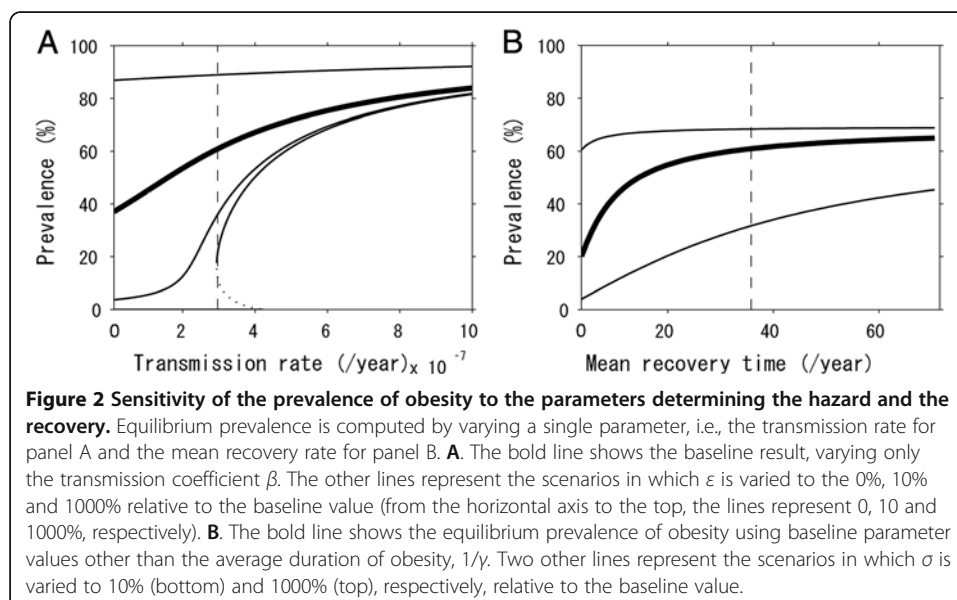 A
B
100
80
60
40
20
0
Prevalence (%)
0 2 4 6 8 10
Transmission rate (/year)x 10 -7
100
80
60
40
20
0
Prevalence (%)
0 20 40 60
Mean recovery time (/year)
Figure 2 Sensitivity of the prevalence of obesity to the parameters determining the hazard and the
recovery. Equilibrium prevalence is computed by varying a single parameter, i.e., the transmission rate for
panel A and the mean recovery rate for panel B. A. The bold line shows the baseline result, varying only
the transmission coefficient β. The other lines represent the scenarios in which ε is varied to the 0%, 10%
and 1000% relative to the baseline value (from the horizontal axis to the top, the lines represent 0, 10 and
1000%, respectively). B. The bold line shows the equilibrium prevalence of obesity using baseline parameter
values other than the average duration of obesity, 1/γ. Two other lines represent the scenarios in which σ is
varied to 10% (bottom) and 1000% (top), respectively, relative to the baseline value.